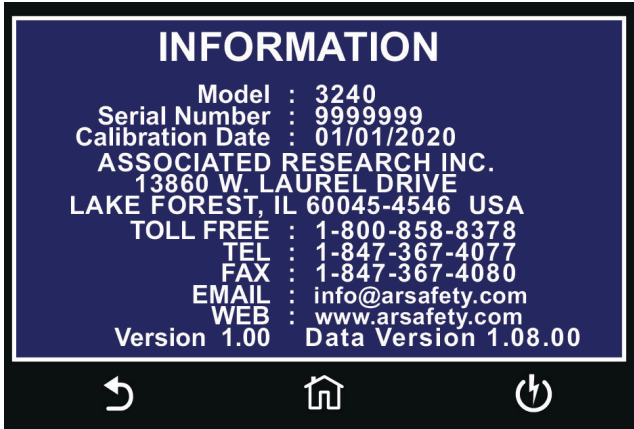 INFORMATION
Model : 3240
Serial Number : 9999999
Calibration Date : 01/01/2020
ASSOCIATED RESEARCH INC.
13860 W. LAUREL DRIVE
LAKE FOREST, IL 60045-4546 USA
TOLL FREE : 1-800-858-8378
TEL : 1-847-367-4077
FAX : 1-847-367-4080
EMAIL : info@arsafety.com
WEB : www.arsafety.com
Version 1.00 Data Version 1.08.00